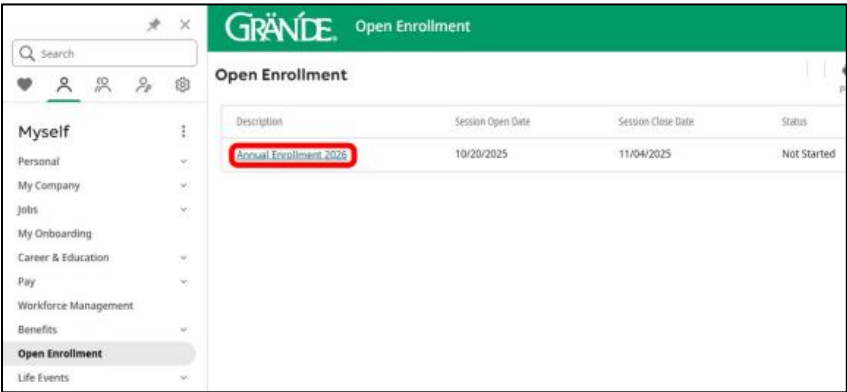 Search
Myself
Personal
My Company
Jobs
My Onboarding
Career & Education
Pay
Workforce Management
Benefits
Open Enrollment
Life Events
GRÄNDE. Open Enrollment
Open Enrollment
Description Session Open Date Session Close Date Status
Annual Enrollment 2026 10/20/2025 11/04/2025 Not Started